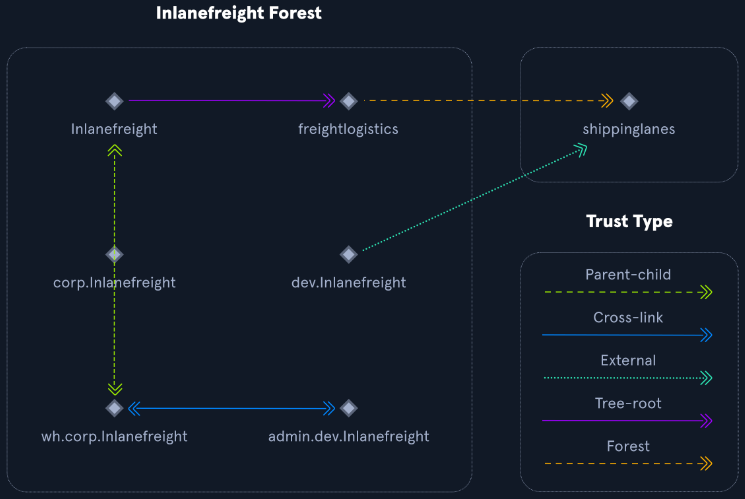 Inlanefreight Forest
Inlanefreight
freightlogistics
shippinglanes
corp.Inlanefreight
dev.Inlanefreight
wh.corp.Inlanefreight
admin.dev.Inlanefreight
Trust Type
Parent-child
Cross-link
External
Tree-root
Forest